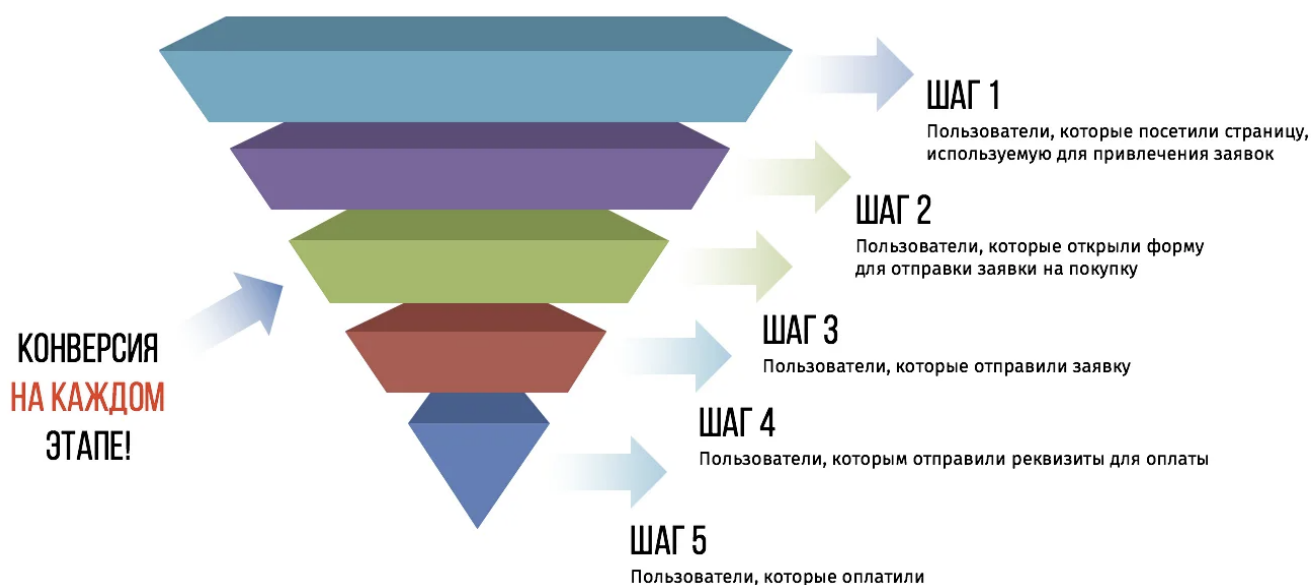 ШАГ 1
Пользователи, которые посетили страницу,
используемую для привлечения заявок
ШАГ 2
Пользователи, которые открыли форму
для отправки заявки на покупку
ШАГ 3
Пользователи, которые отправили заявку
КОНВЕРСИЯ
НА КАЖДОМ
ЭТАПЕ!
ШАГ 4
Пользователи, которым отправили реквизиты для оплаты
ШАГ 5
Пользователи, которые оплатили